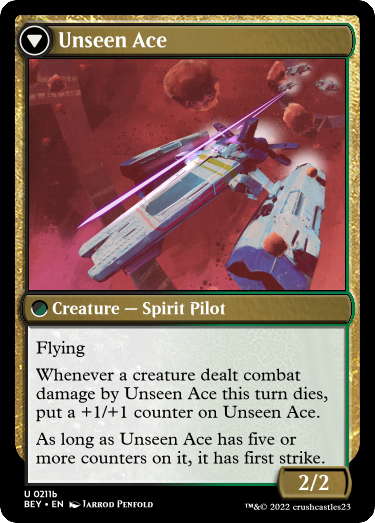 Unseen Ace
Creature — Spirit Pilot
Flying
Whenever a creature dealt combat
damage by Unseen Ace this turn dies,
put a +1/+1 counter on Unseen Ace.
As long as Unseen Ace has five or
more counters on it, it has first strike.
2/2
U 0211b
BEY • EN Jarrod Penfold
™&© 2022 crushcastles23